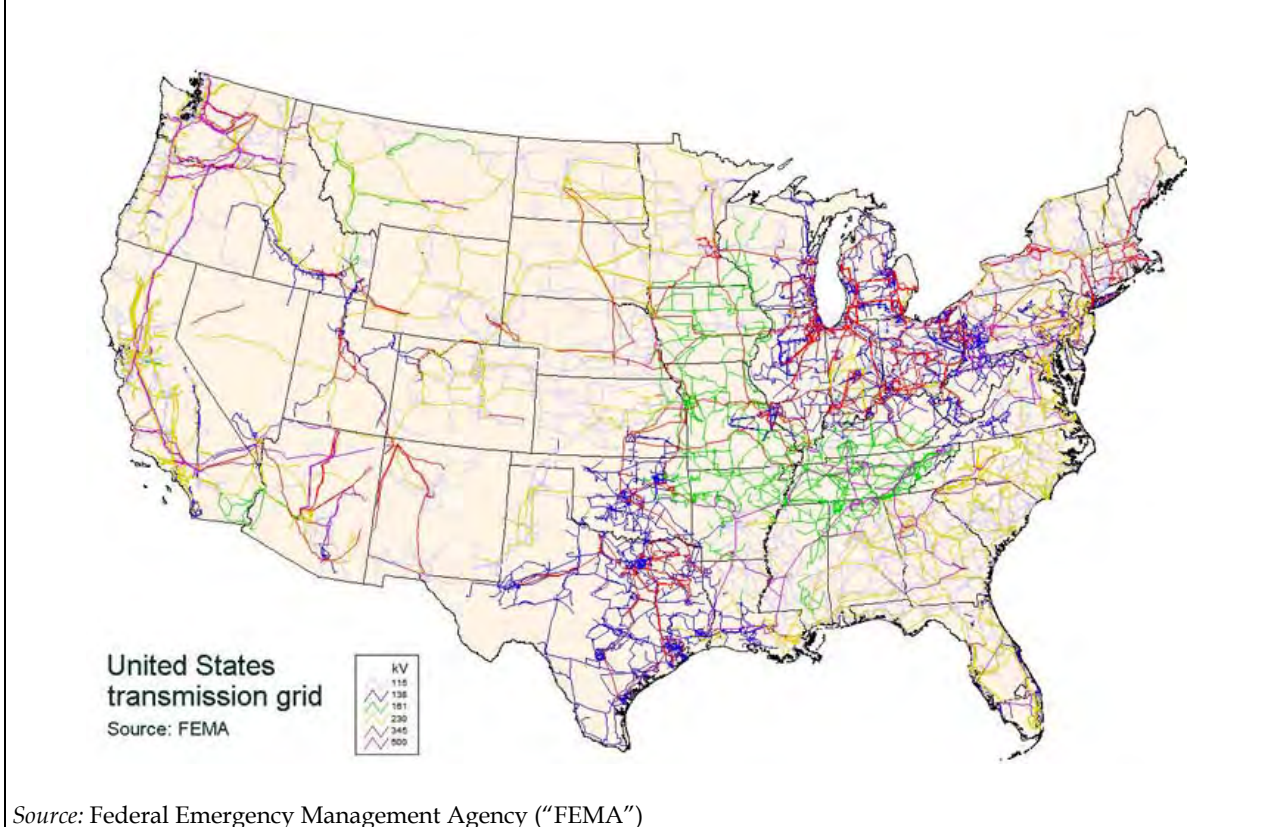 United States
transmission grid
Source: FEMA
kV
115
138
161
230
345
500
Source: Federal Emergency Management Agency (“FEMA”)